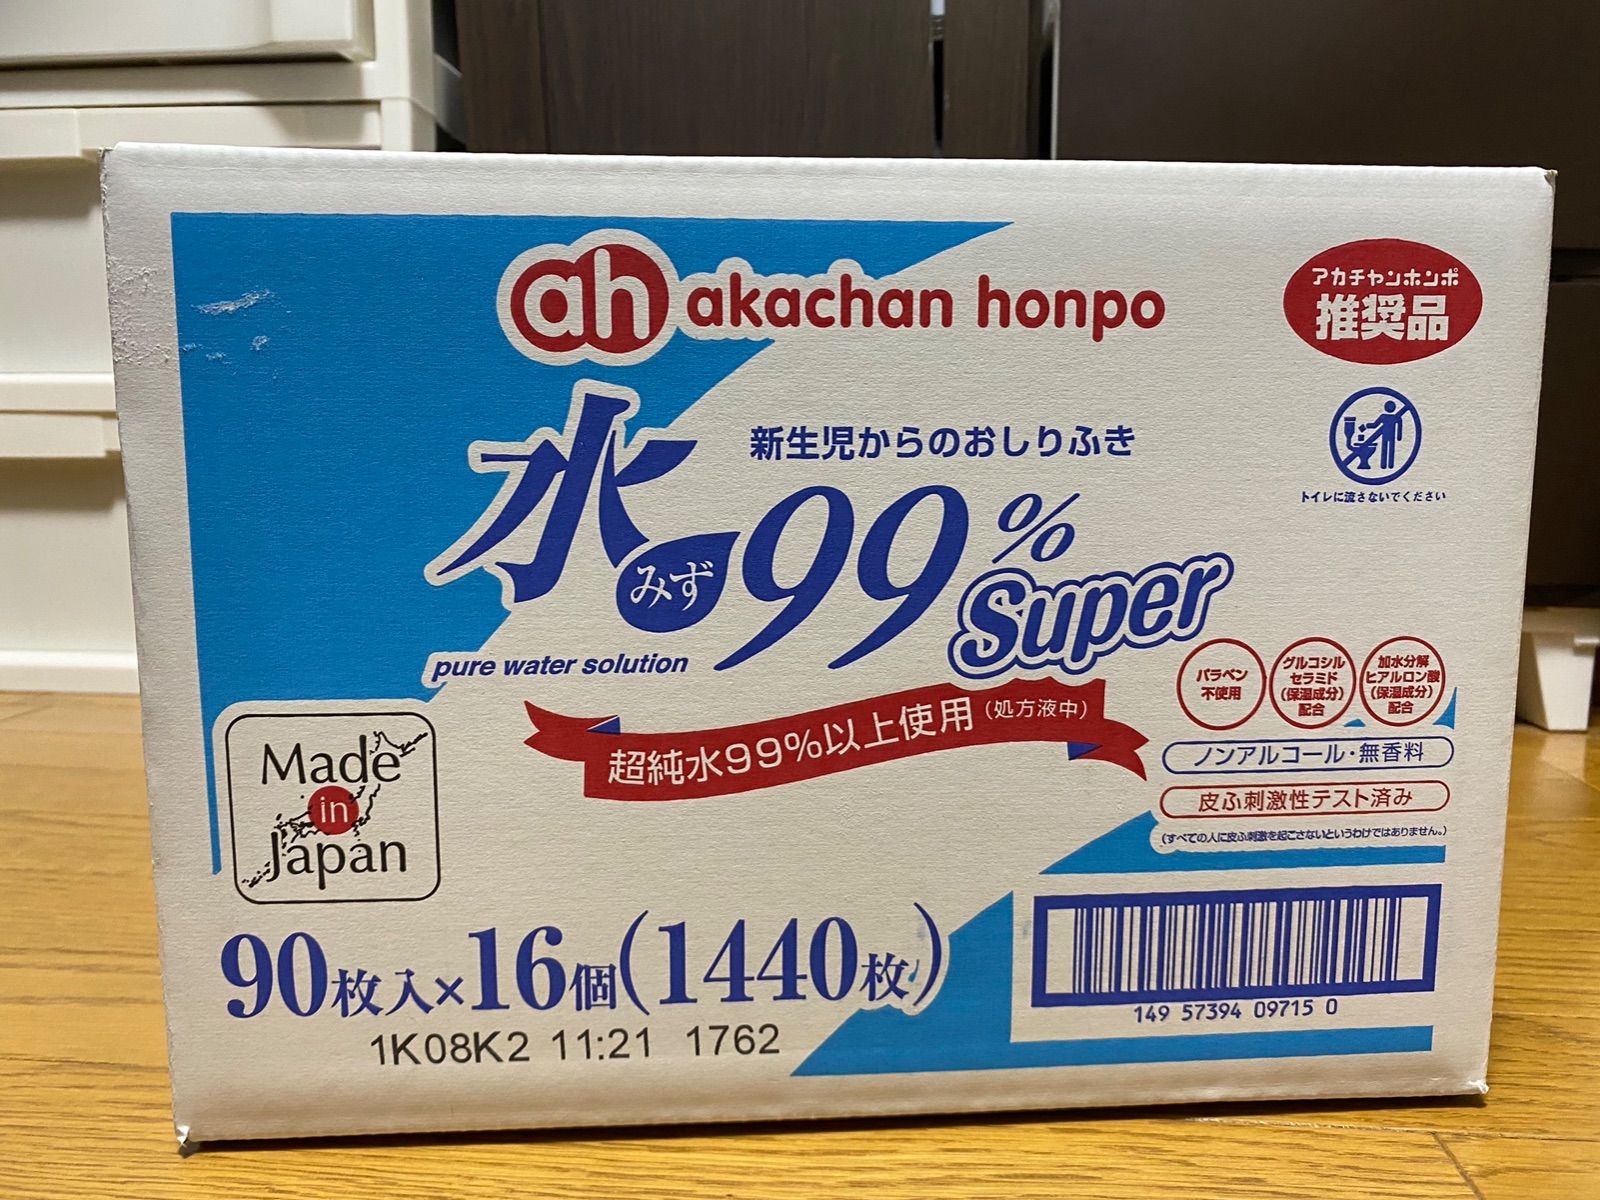 ah akachan honpo
アカチャンホンポ
推奨品
新生児からのおしりふき
水 みず 99%
Super
pure water solution
トイレに流さないでください
超純水99%以上使用(処方液中)
パラベン
不使用
グルコシル
セラミド
(保湿成分)
配合
加水分解
ヒアルロン酸
(保湿成分)
配合
ノンアルコール・無香料
皮ふ刺激性テスト済み
(すべての人に皮ふ刺激を起こさないというわけではありません。)
Made
in
Japan
90枚入×16個(1440枚)
1K08K2 11:21 1762
149 57394 09715 0